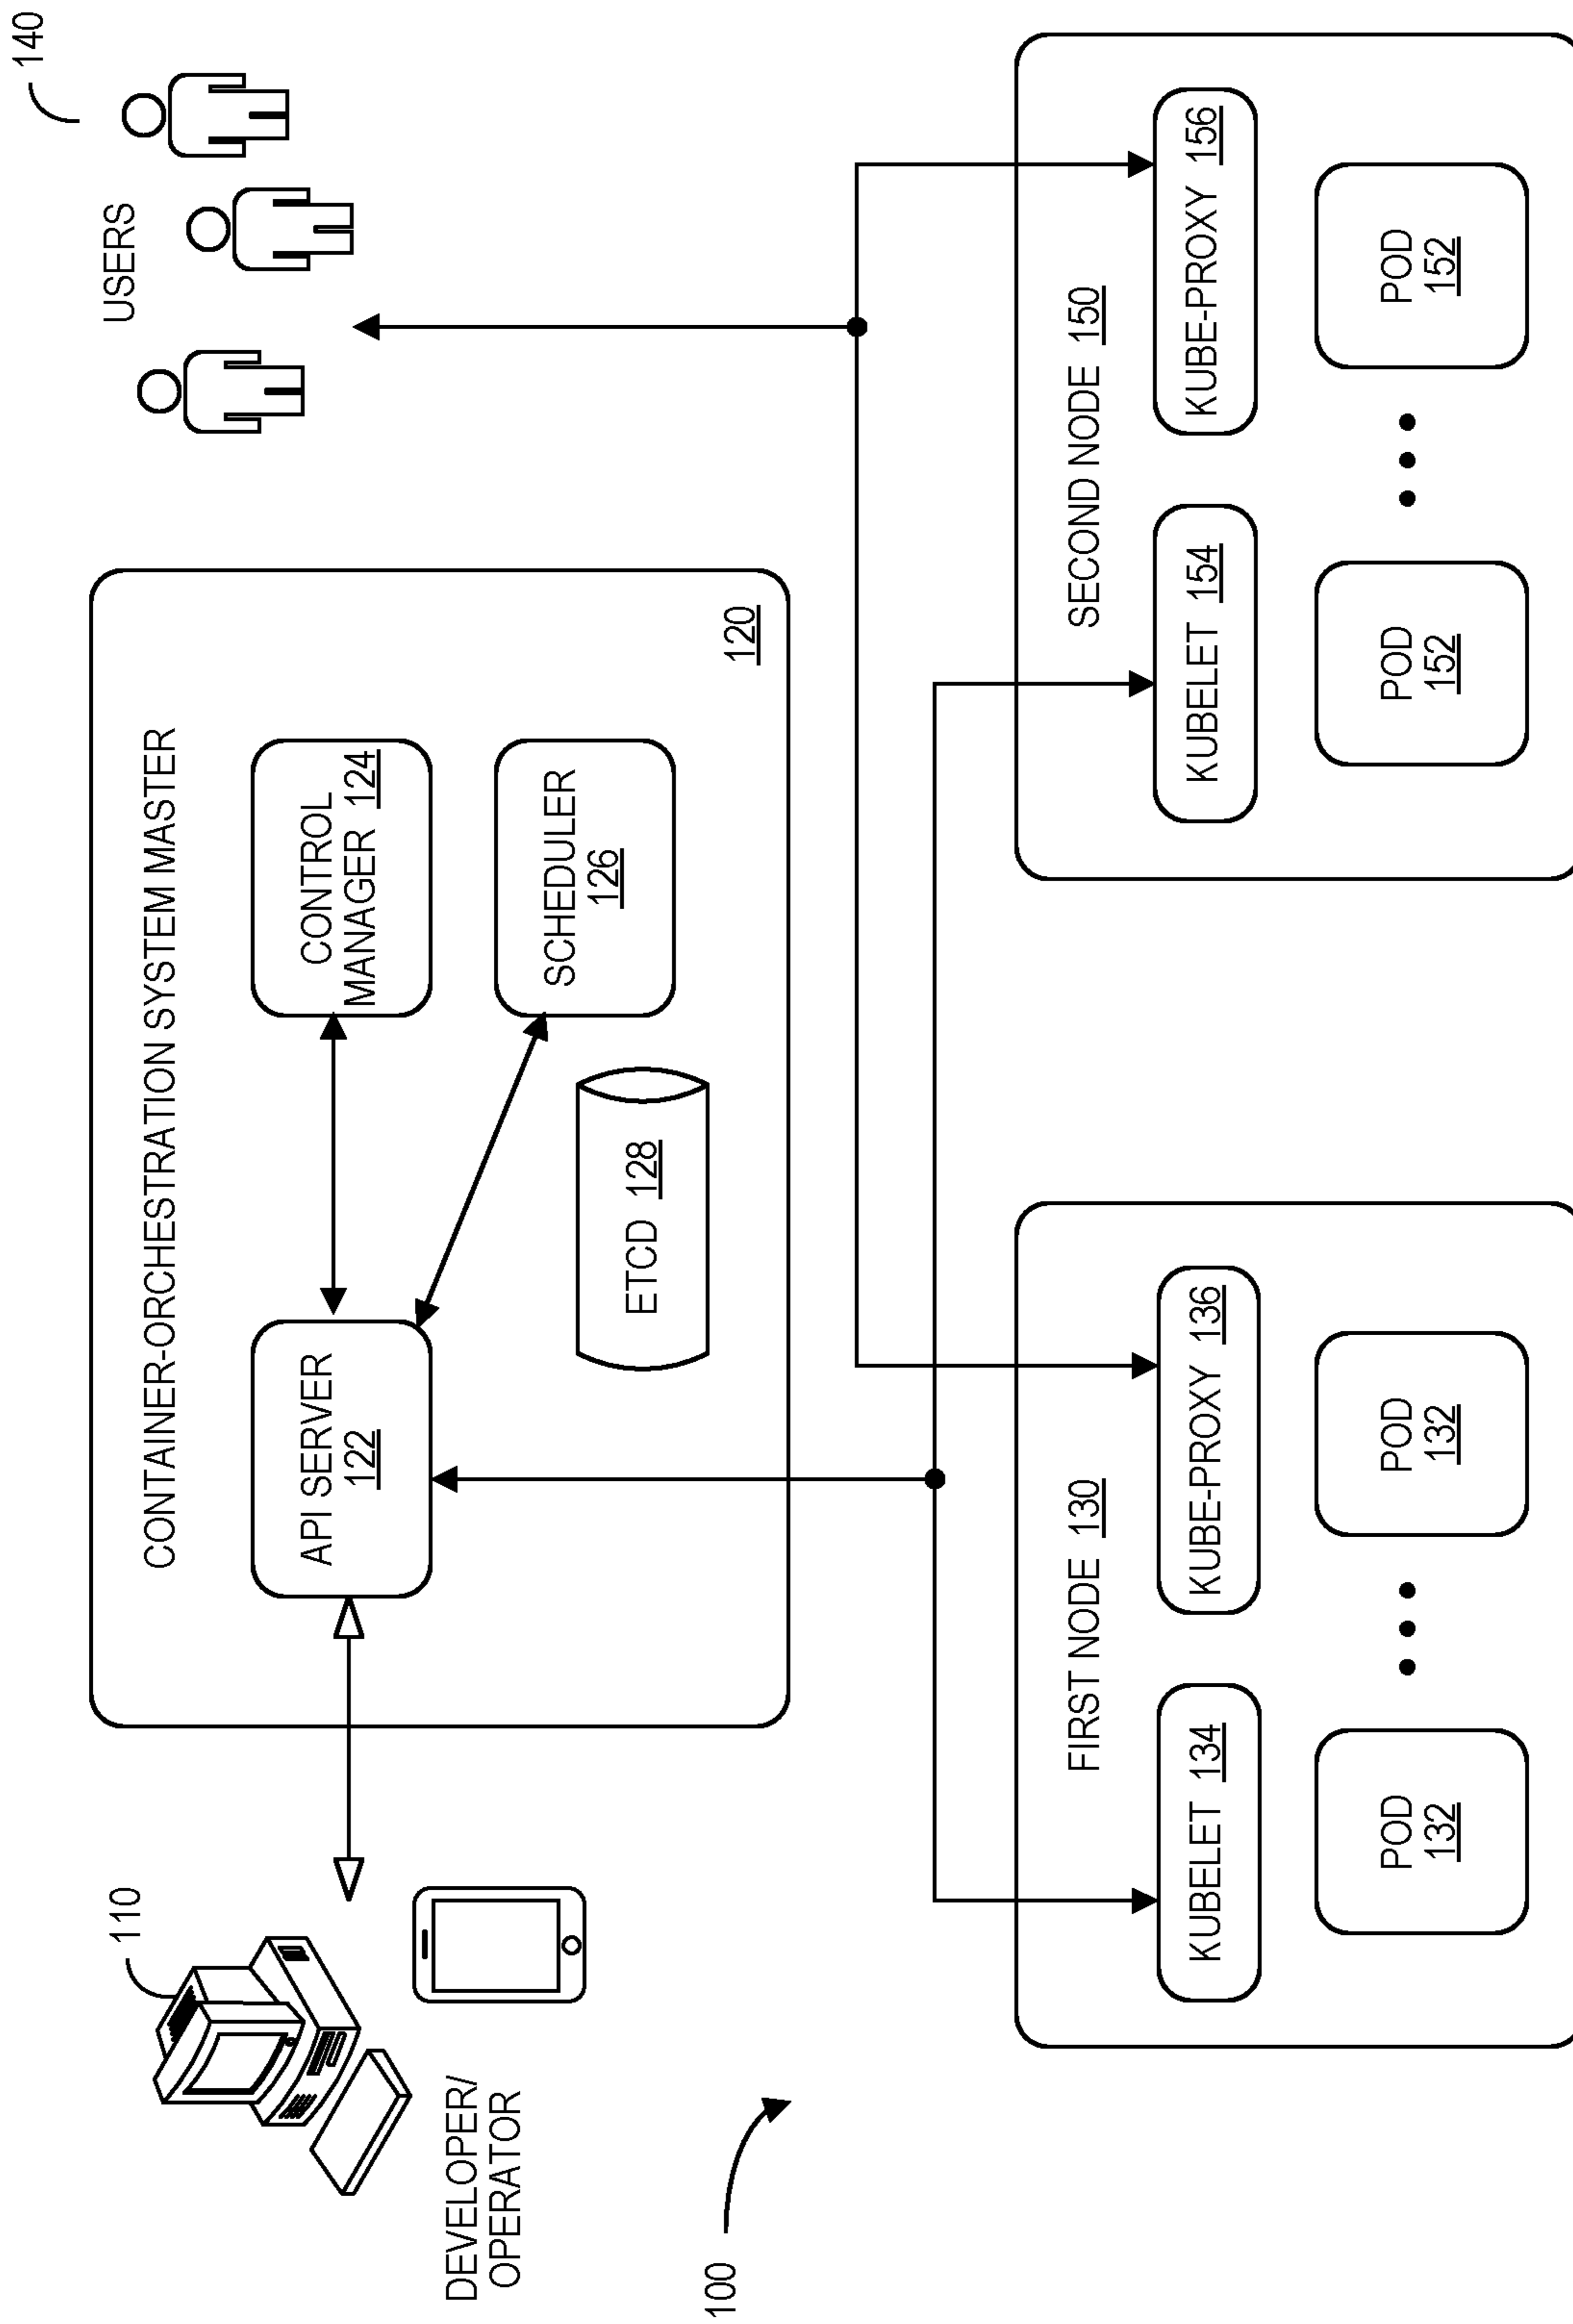 110
DEVELOPER/
OPERATOR
100
CONTAINER-ORCHESTRATION SYSTEM MASTER
API SERVER
122
CONTROL
MANAGER 124
SCHEDULER
126
ETCD 128
120
USERS
140
FIRST NODE 130
KUBELET 134
KUBE-PROXY 136
POD
132
POD
132
SECOND NODE 150
KUBELET 154
KUBE-PROXY 156
POD
152
POD
152